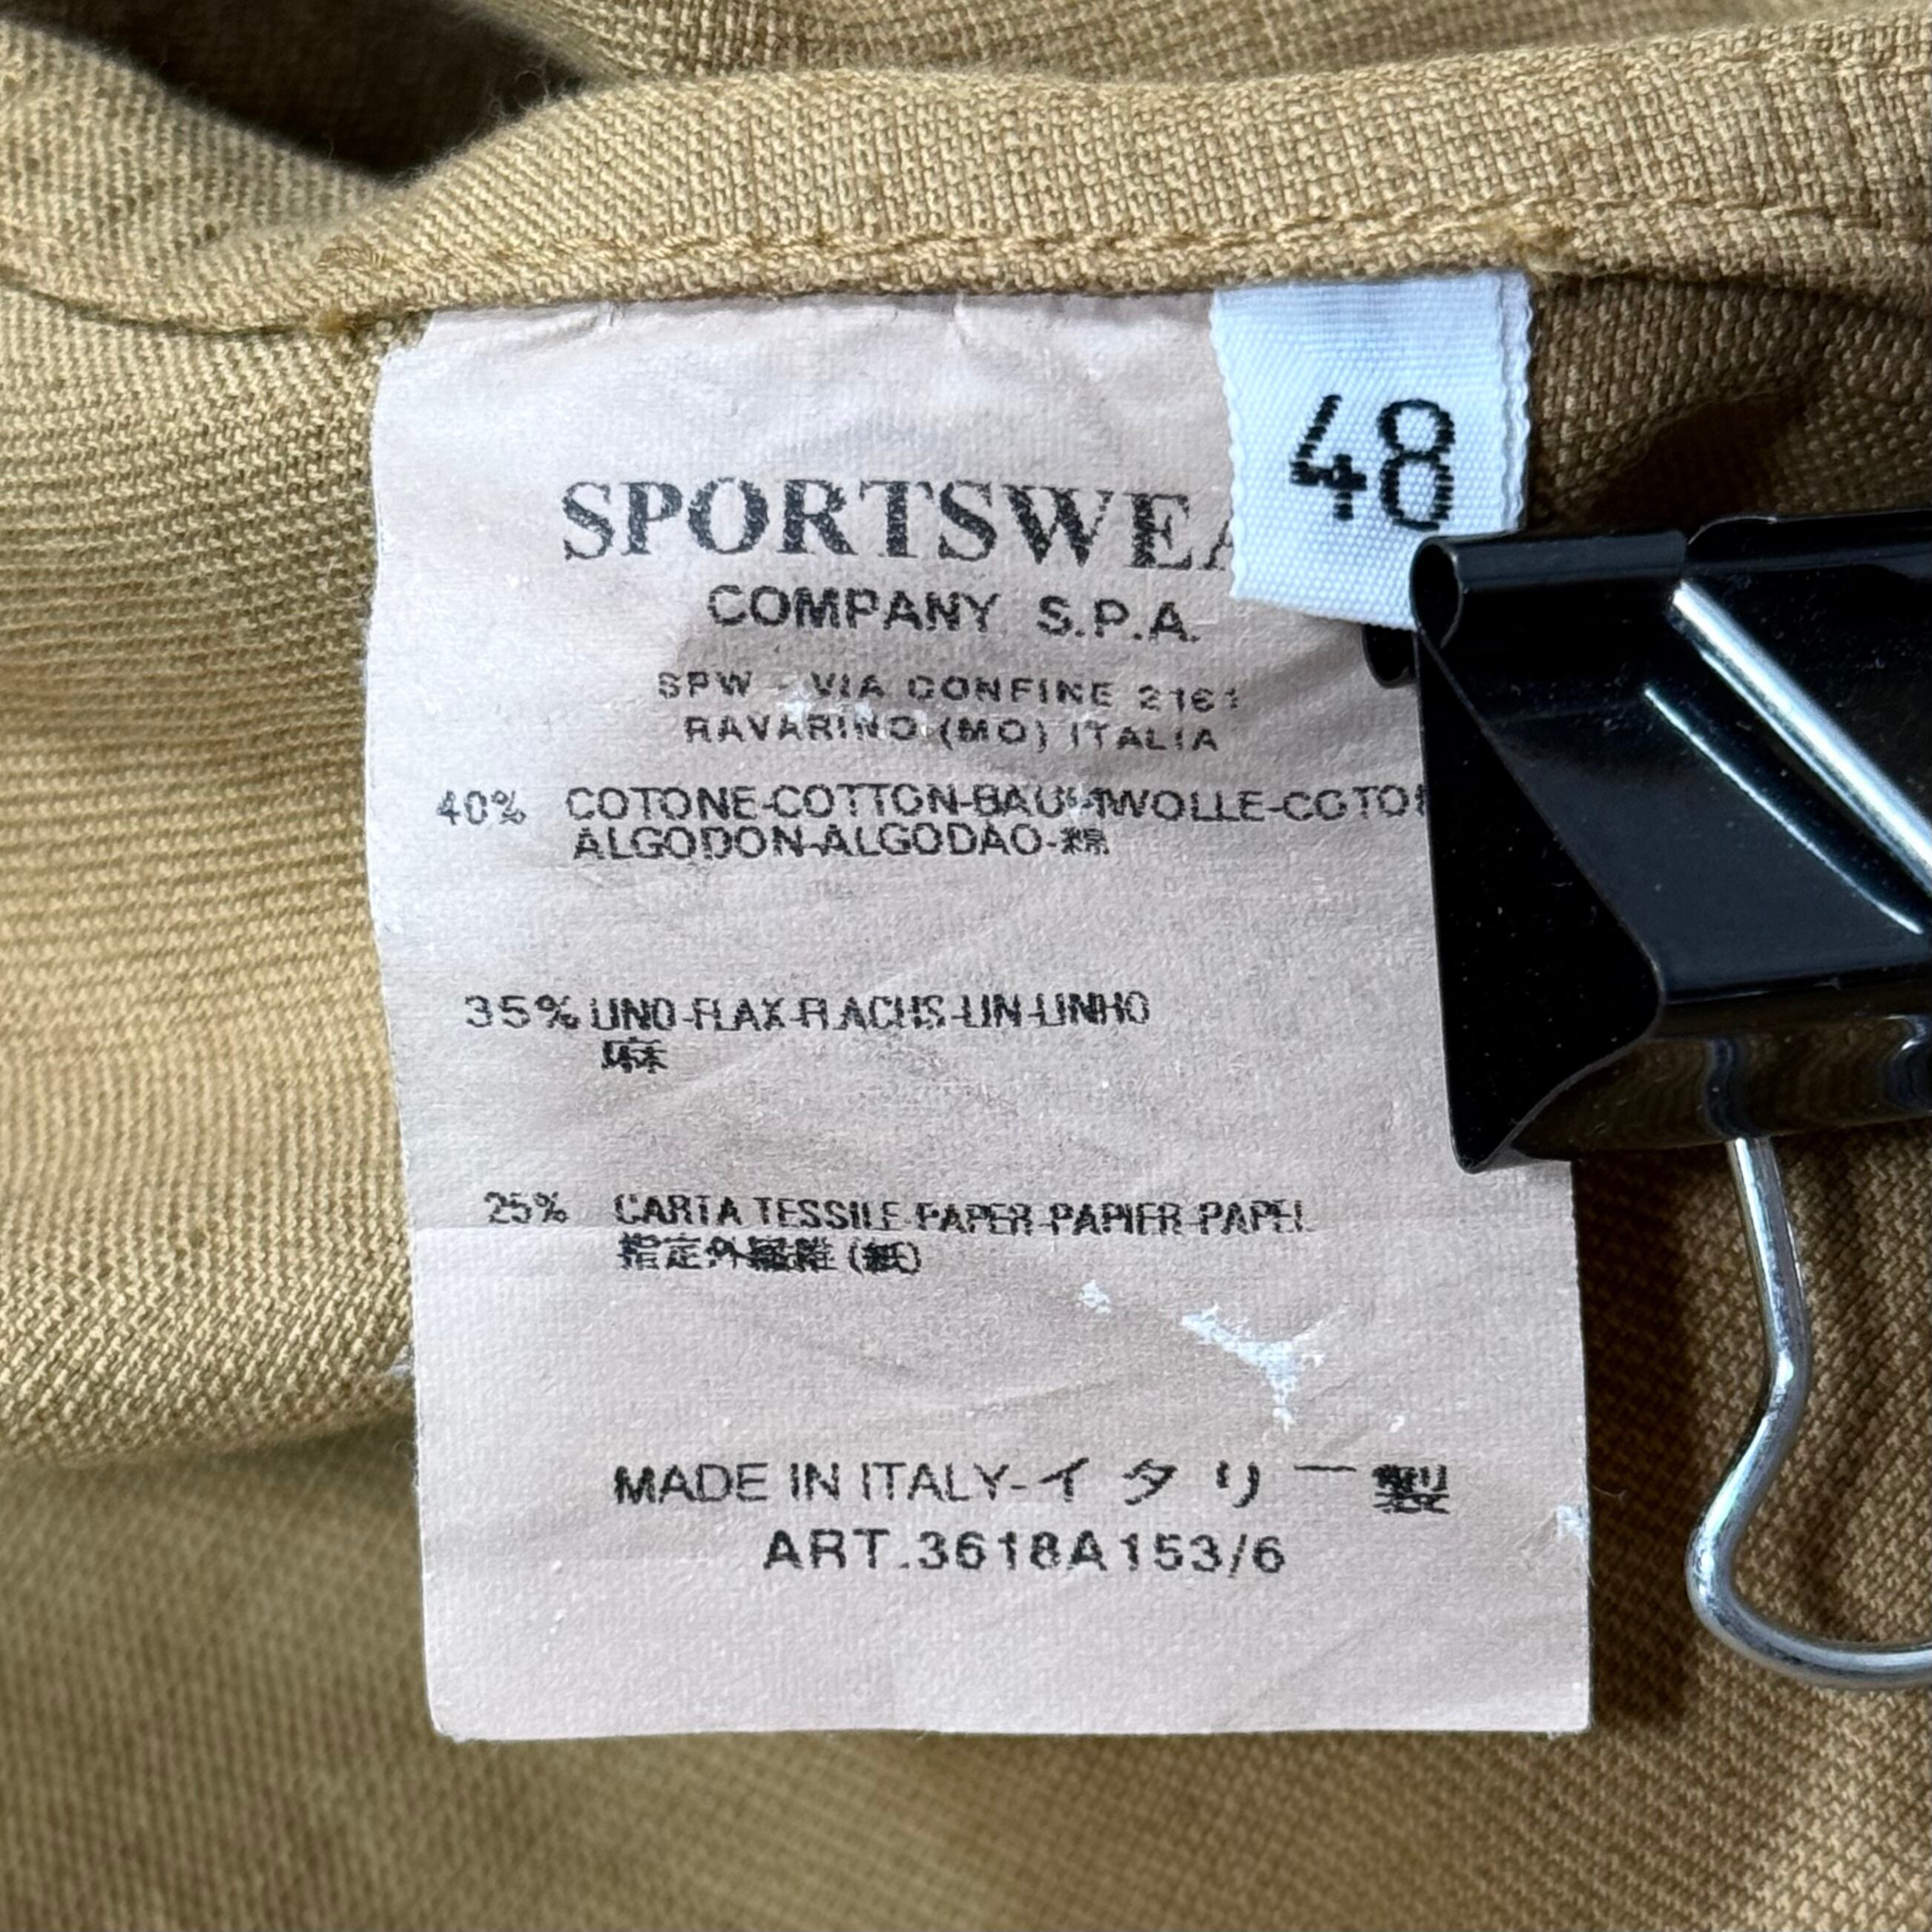 48
SPORTSWEA
COMPANY S.P.A.
SPW - VIA CONFINE 2161
RAVARINO (MO) ITALIA
40% COTONE-COTTON-BAUMWOLLE-COTON
ALGODON-ALGODAO-綿
35% LINO-FLAX-FLACHS-LIN-LINHO
麻
25% CARTA TESSILE-PAPER-PAPIER-PAPEL
指定外繊維 (紙)
MADE IN ITALY-イタリー製
ART.3618A153/6